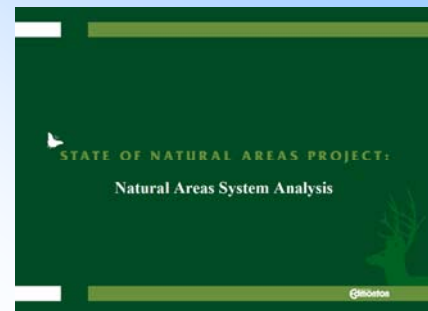 STATE OF NATURAL AREAS PROJECT:
Natural Areas System Analysis
Edmonton